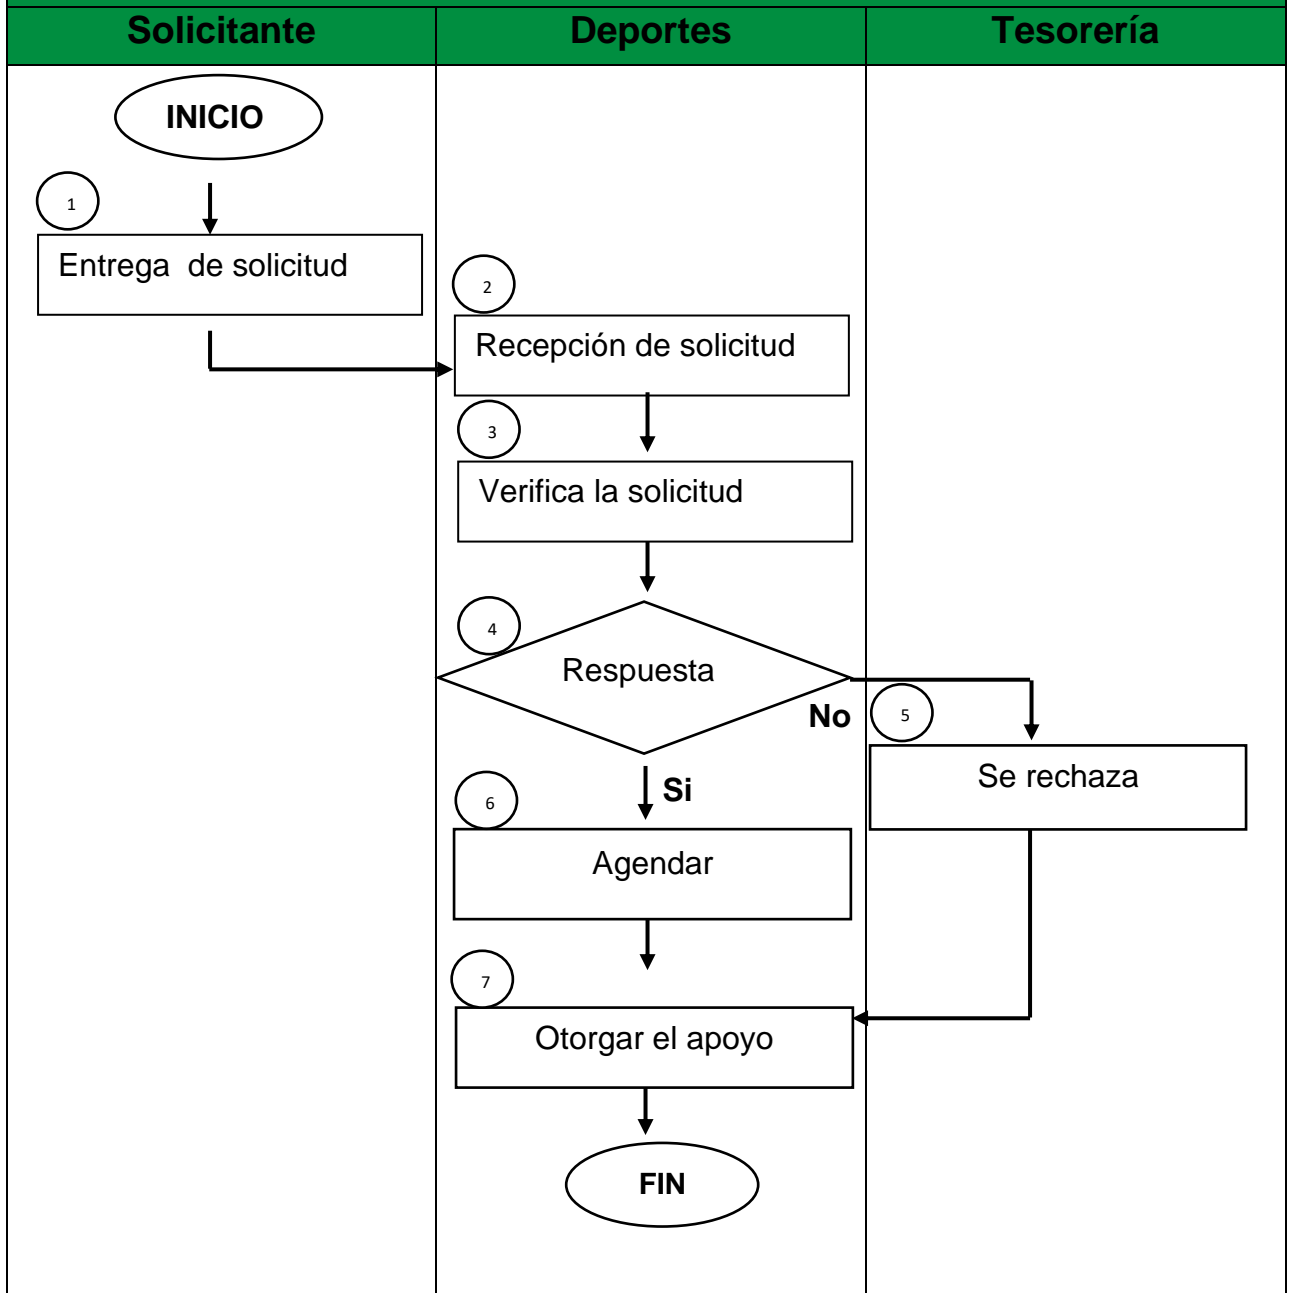 Solicitante
Deportes
Tesorería
INICIO
1
Entrega  de solicitud
2
Recepción de solicitud
3
Verifica la solicitud
4
Respuesta
No
5
Se rechaza
Si
6
Agendar
7
Otorgar el apoyo
FIN